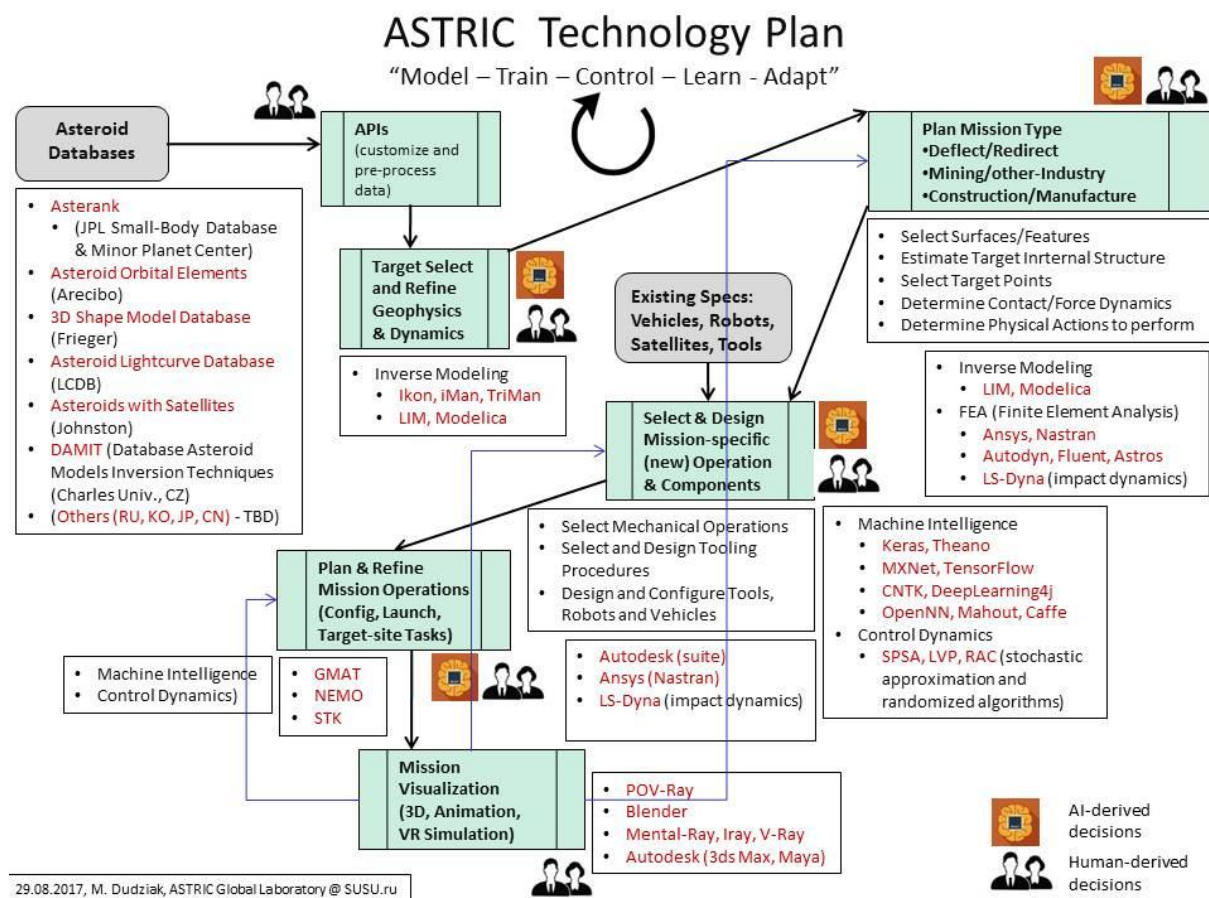 ASTRIC Technology Plan
“Model – Train – Control – Learn - Adapt”
Asteroid
Databases
APIs
(customize and
pre-process
data)
Plan Mission Type
•Deflect/Redirect
•Mining/other-Industry
•Construction/Manufacture
• Asterank
• (JPL Small-Body Database
& Minor Planet Center)
• Asteroid Orbital Elements
(Arecibo)
• 3D Shape Model Database
(Frieger)
• Asteroid Lightcurve Database
(LCDB)
• Asteroids with Satellites
(Johnston)
• DAMIT (Database Asteroid
Models Inversion Techniques
(Charles Univ., CZ)
• (Others (RU, KO, JP, CN) - TBD)
Target Select
and Refine
Geophysics
& Dynamics
• Inverse Modeling
• Ikon, iMan, TriMan
• LIM, Modelica
Existing Specs:
Vehicles, Robots,
Satellites, Tools
• Select Surfaces/Features
• Estimate Target Inrternal Structure
• Select Target Points
• Determine Contact/Force Dynamics
• Determine Physical Actions to perform
• Inverse Modeling
• LIM, Modelica
• FEA (Finite Element Analysis)
• Ansys, Nastran
• Autodyn, Fluent, Astros
• LS-Dyna (impact dynamics)
Select & Design
Mission-specific
(new) Operation
& Components
• Select Mechanical Operations
• Select and Design Tooling
Procedures
• Design and Configure Tools,
Robots and Vehicles
• Machine Intelligence
• Keras, Theano
• MXNet, TensorFlow
• CNTK, DeepLearning4j
• OpenNN, Mahout, Caffe
• Control Dynamics
• SPSA, LVP, RAC (stochastic
approximation and
randomized algorithms)
Plan & Refine
Mission Operations
(Config, Launch,
Target-site Tasks)
• Machine Intelligence
• Control Dynamics)
• GMAT
• NEMO
• STK
• Autodesk (suite)
• Ansys (Nastran)
• LS-Dyna (impact dynamics)
Mission
Visualization
(3D, Animation,
VR Simulation)
• POV-Ray
• Blender
• Mental-Ray, Iray, V-Ray
• Autodesk (3ds Max, Maya)
AI-derived
decisions
Human-derived
decisions
29.08.2017, M. Dudziak, ASTRIC Global Laboratory @ SUSU.ru